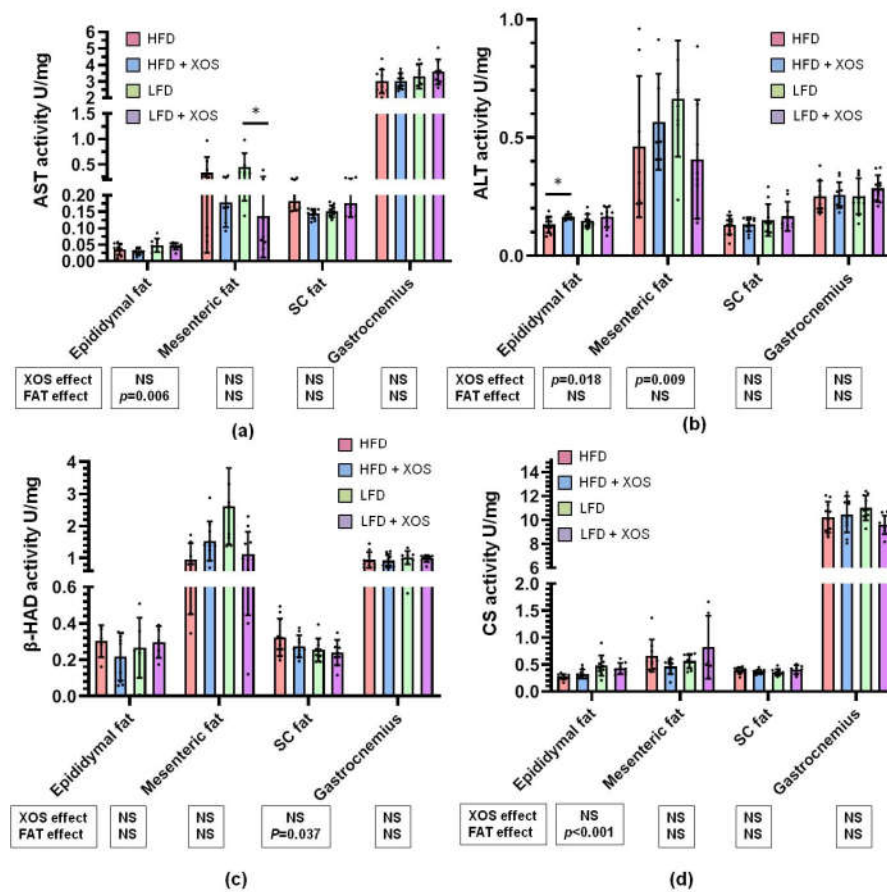 AST activity U/mg
6
5
4
3
2
1.5
1.0
0.5
0.20
0.15
0.10
0.05
0.00
HFD
HFD + XOS
LFD
LFD + XOS
*
Epididymal fat
Mesenteric fat
SC fat
Gastrocnemius
XOS effect NS NS NS NS
FAT effect p=0.006 NS NS NS
(a)
ALT activity U/mg
1.0
0.5
0.0
HFD
HFD + XOS
LFD
LFD + XOS
*
Epididymal fat
Mesenteric fat
SC fat
Gastrocnemius
XOS effect p=0.018 p=0.009 NS NS
FAT effect NS NS NS NS
(b)
β-HAD activity U/mg
4
3
2
1
0.6
0.4
0.2
0.0
HFD
HFD + XOS
LFD
LFD + XOS
Epididymal fat
Mesenteric fat
SC fat
Gastrocnemius
XOS effect NS NS NS NS
FAT effect NS NS P=0.037 NS
(c)
CS activity U/mg
14
12
10
8
6
2.0
1.5
1.0
0.5
0.0
HFD
HFD + XOS
LFD
LFD + XOS
Epididymal fat
Mesenteric fat
SC fat
Gastrocnemius
XOS effect NS NS NS NS
FAT effect p<0.001 NS NS NS
(d)